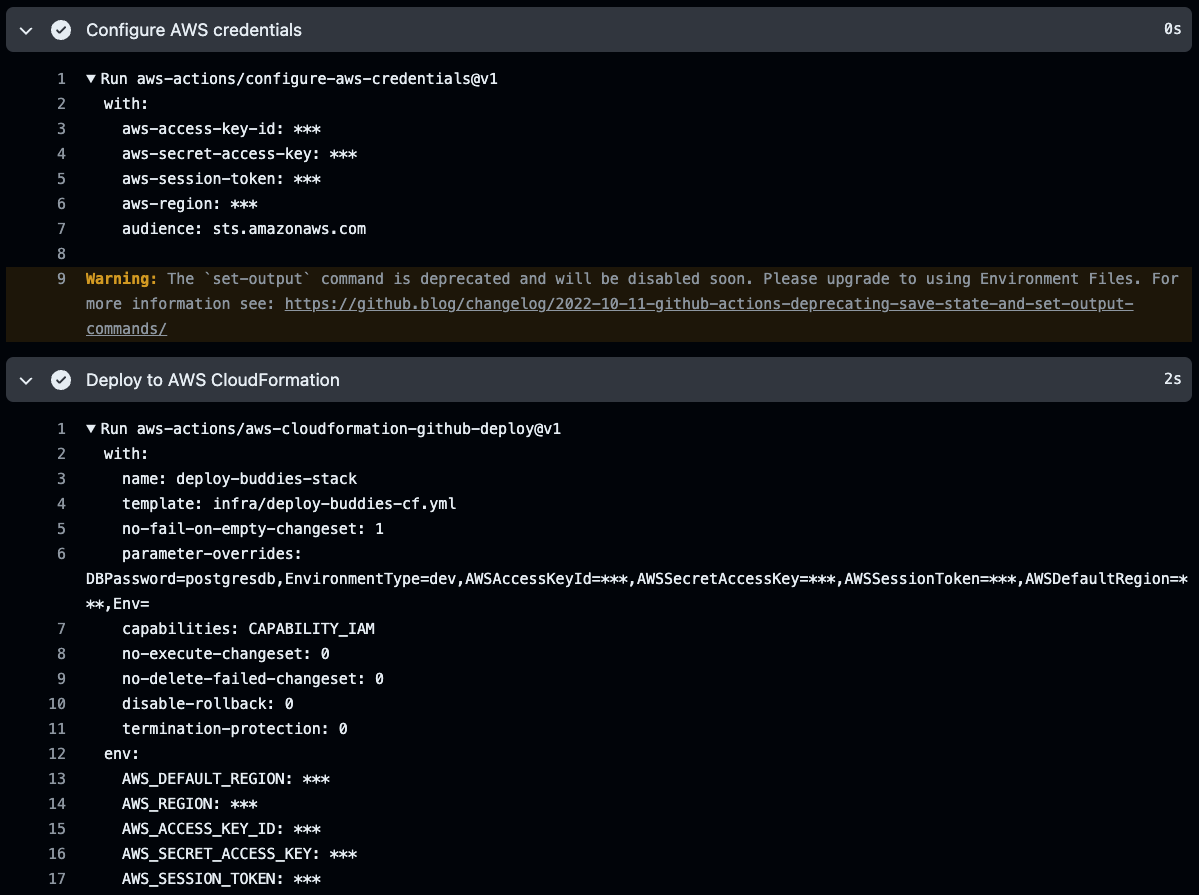 Configure AWS credentials 0s
1 ▼ Run aws-actions/configure-aws-credentials@v1
2 with:
3 aws-access-key-id: ***
4 aws-secret-access-key: ***
5 aws-session-token: ***
6 aws-region: ***
7 audience: sts.amazonaws.com
8
9 Warning: The `set-output` command is deprecated and will be disabled soon. Please upgrade to using Environment Files. For
more information see: https://github.blog/changelog/2022-10-11-github-actions-deprecating-save-state-and-set-output-
commands/
Deploy to AWS CloudFormation 2s
1 ▼ Run aws-actions/aws-cloudformation-github-deploy@v1
2 with:
3 name: deploy-buddies-stack
4 template: infra/deploy-buddies-cf.yml
5 no-fail-on-empty-changeset: 1
6 parameter-overrides:
DBPassword=postgresdb,EnvironmentType=dev,AWSAccessKeyId=***,AWSSecretAccessKey=***,AWSSessionToken=***,AWSDefaultRegion=*
**,Env=
7 capabilities: CAPABILITY_IAM
8 no-execute-changeset: 0
9 no-delete-failed-changeset: 0
10 disable-rollback: 0
11 termination-protection: 0
12 env:
13 AWS_DEFAULT_REGION: ***
14 AWS_REGION: ***
15 AWS_ACCESS_KEY_ID: ***
16 AWS_SECRET_ACCESS_KEY: ***
17 AWS_SESSION_TOKEN: ***